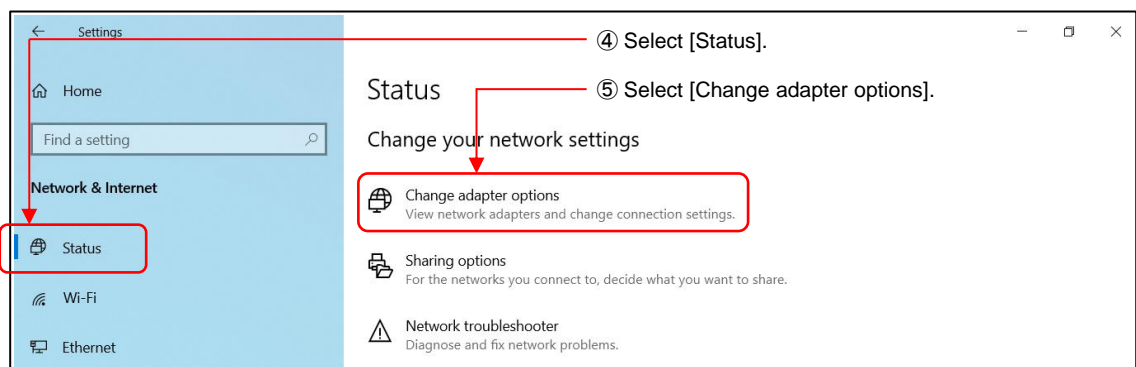 Settings
④ Select [Status].
Home
Status
⑤ Select [Change adapter options].
Find a setting
Change your network settings
Network & Internet
Change adapter options
View network adapters and change connection settings.
Status
Sharing options
For the networks you connect to, decide what you want to share.
Wi-Fi
Network troubleshooter
Diagnose and fix network problems.
Ethernet